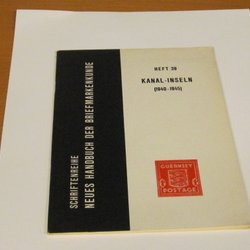 SCHRIFTENREIHE
NEUES HANDBUCH DER BRIEFMARKENKUNDE
HEFT 39
KANAL-INSELN
(1940-1945)
GUERNSEY
POSTAGE